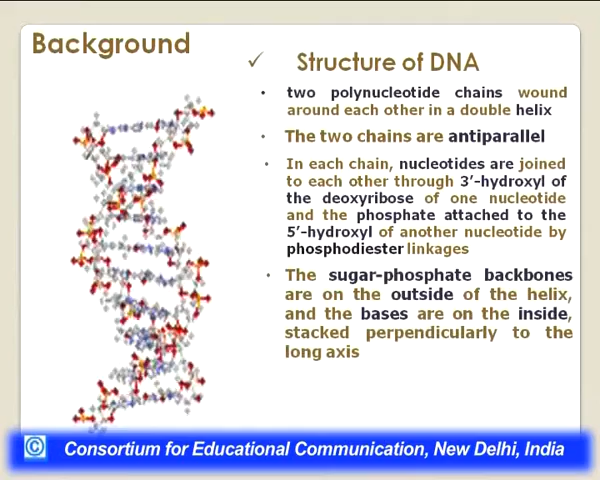 Background
✓ Structure of DNA
• two polynucleotide chains wound
around each other in a double helix
• The two chains are antiparallel
• In each chain, nucleotides are joined
to each other through 3’-hydroxyl of
the deoxyribose of one nucleotide
and the phosphate attached to the
5’-hydroxyl of another nucleotide by
phosphodiester linkages
• The sugar-phosphate backbones
are on the outside of the helix,
and the bases are on the inside,
stacked perpendicularly to the
long axis
© Consortium for Educational Communication, New Delhi, India